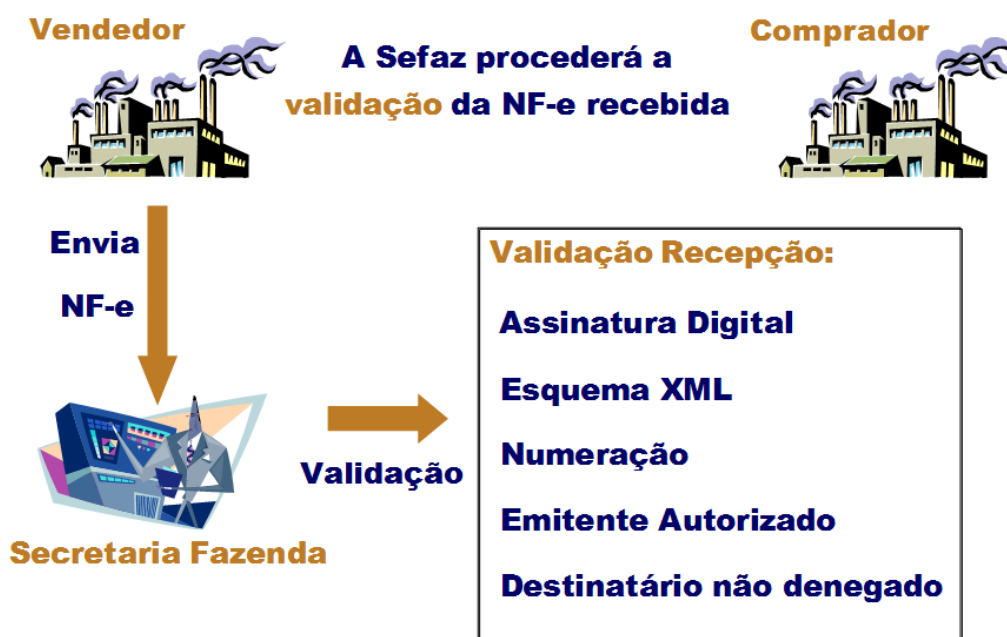 Vendedor
Comprador
A Sefaz procederá a
validação da NF-e recebida
Envia
NF-e
Validação
Secretaria Fazenda
Validação Recepção:
Assinatura Digital
Esquema XML
Numeração
Emitente Autorizado
Destinatário não denegado